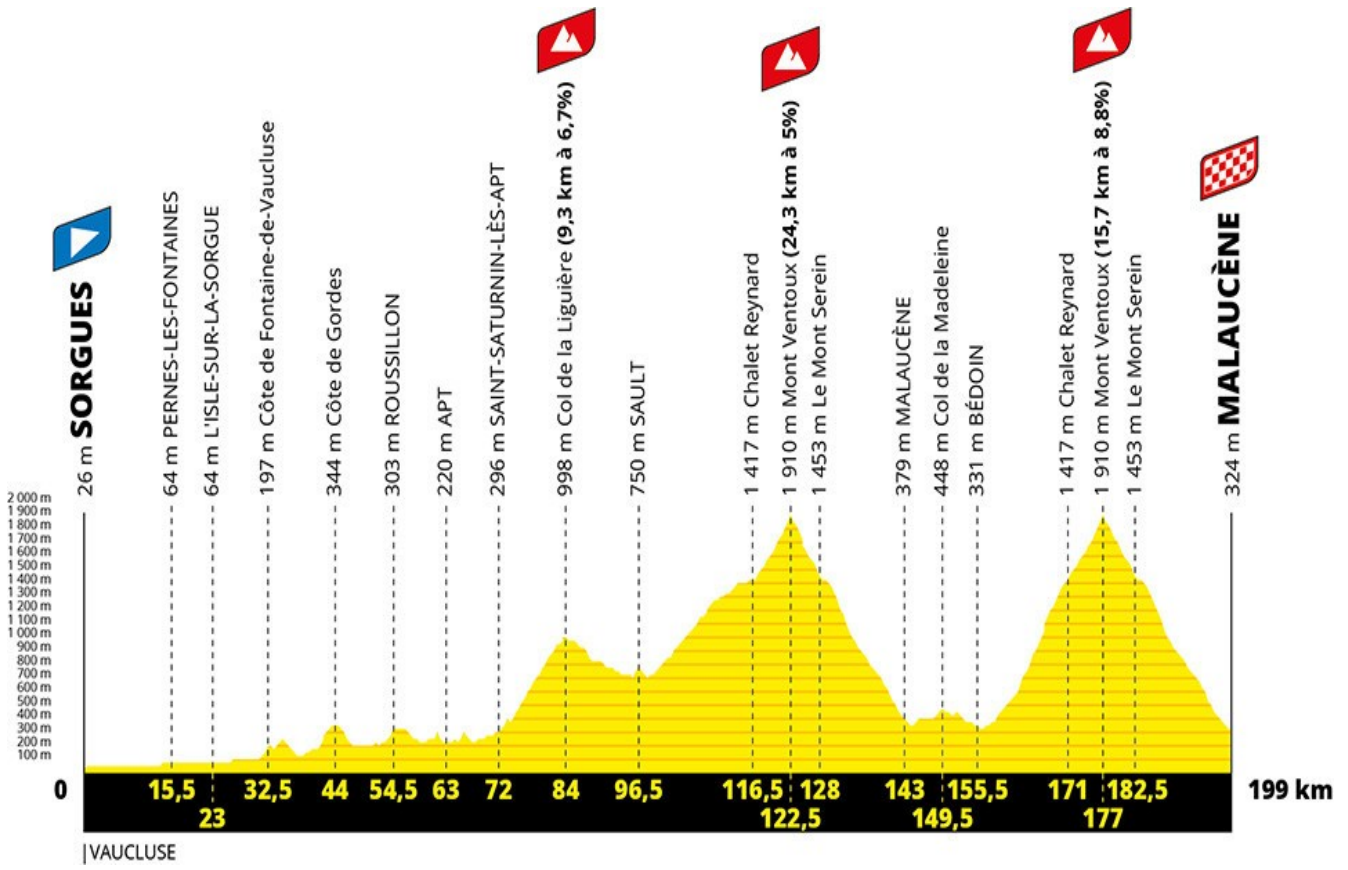 26 m SORGUES
64 m PERNES-LES-FONTAINES
64 m L'ISLE-SUR-LA-SORGUE
197 m Côte de Fontaine-de-Vaucluse
344 m Côte de Gordes
303 m ROUSSILLON
220 m APT
296 m SAINT-SATURNIN-LÈS-APT
998 m Col de la Liguière (9,3 km à 6,7%)
750 m SAULT
1 417 m Chalet Reynard
1 910 m Mont Ventoux (24,3 km à 5%)
1 453 m Le Mont Serein
379 m MALAUCÈNE
448 m Col de la Madeleine
331 m BÉDOIN
1 417 m Chalet Reynard
1 910 m Mont Ventoux (15,7 km à 8,8%)
1 453 m Le Mont Serein
324 m MALAUCÈNE
2 000 m
1 900 m
1 800 m
1 700 m
1 600 m
1 500 m
1 400 m
1 300 m
1 200 m
1 100 m
1 000 m
900 m
800 m
700 m
600 m
500 m
400 m
300 m
200 m
100 m
0 15,5 32,5 44 54,5 63 72 84 96,5 116,5 128 143 155,5 171 182,5 199 km
23 122,5 149,5 177
VAUCLUSE